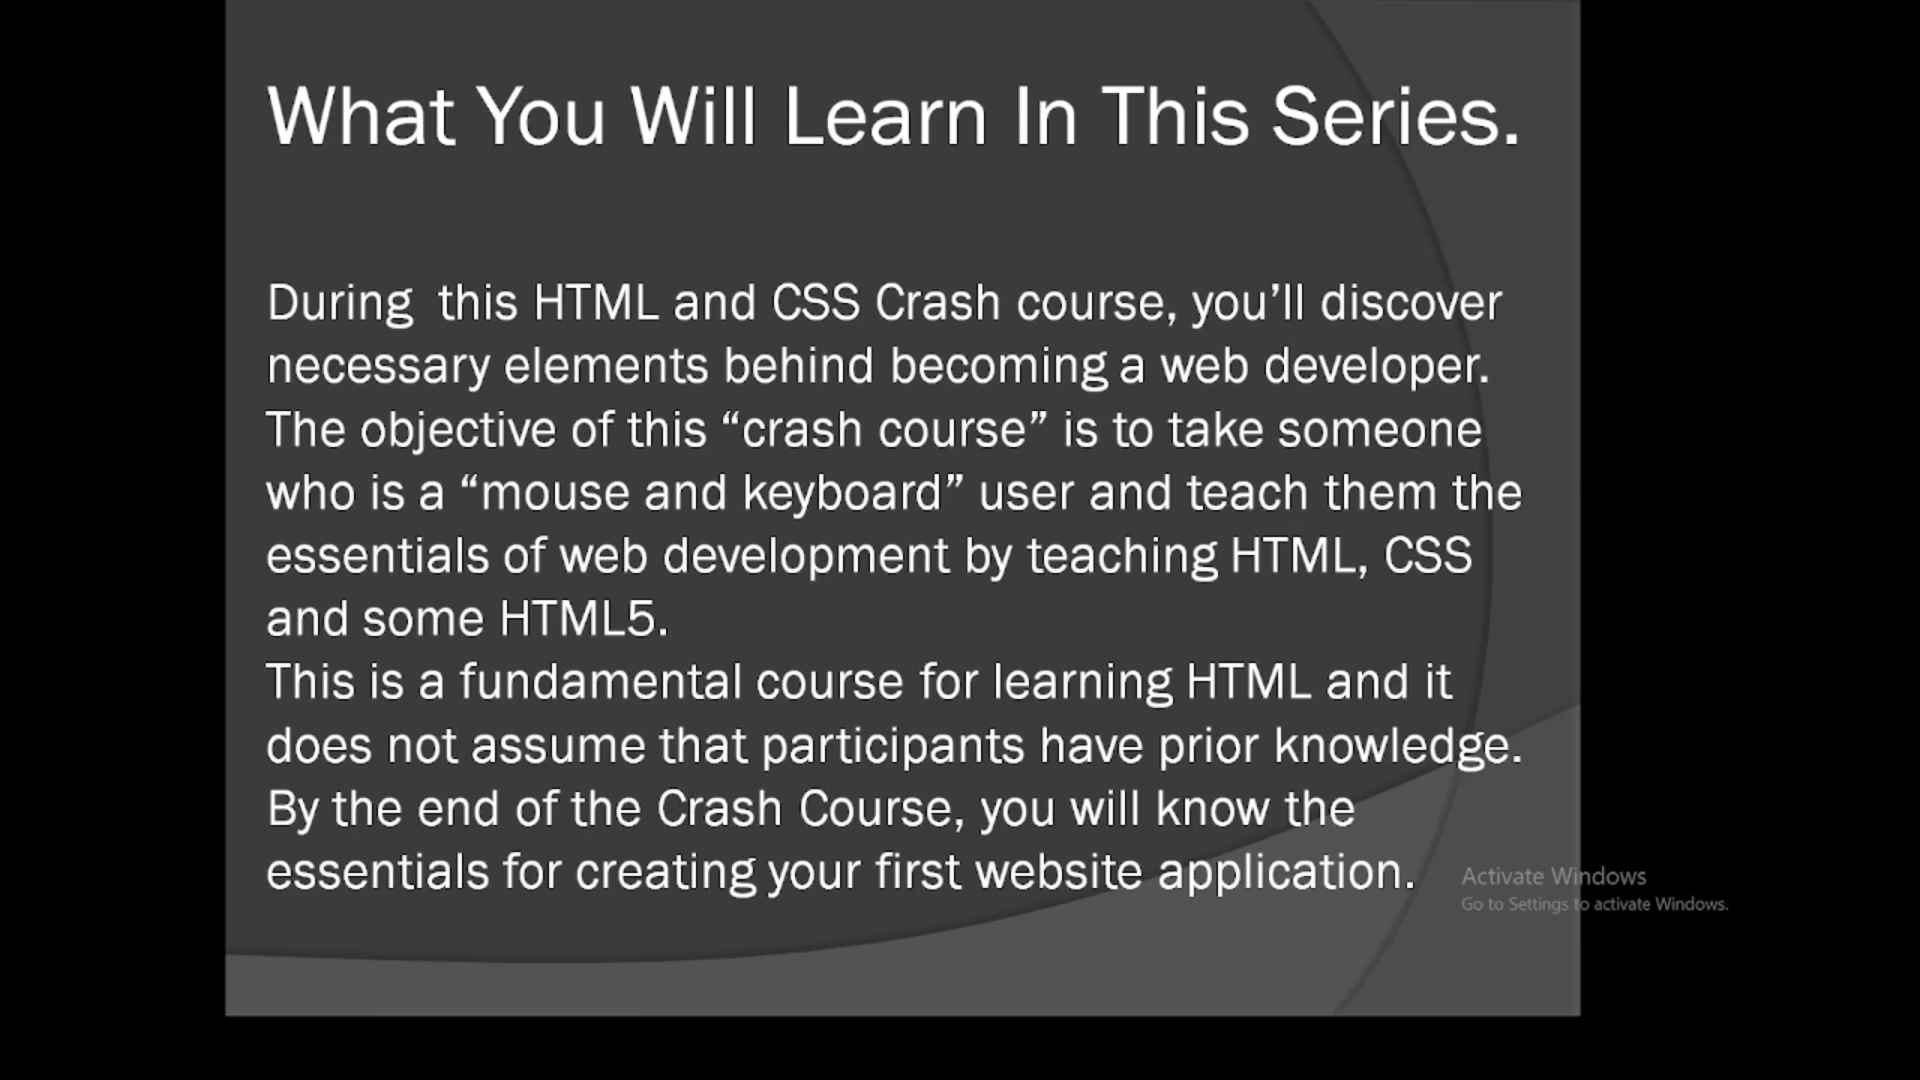 What You Will Learn In This Series.
During  this HTML and CSS Crash course, you’ll discover
necessary elements behind becoming a web developer.
The objective of this “crash course” is to take someone
who is a “mouse and keyboard” user and teach them the
essentials of web development by teaching HTML, CSS
and some HTML5.
This is a fundamental course for learning HTML and it
does not assume that participants have prior knowledge.
By the end of the Crash Course, you will know the
essentials for creating your first website application.
Activate Windows
Go to Settings to activate Windows.